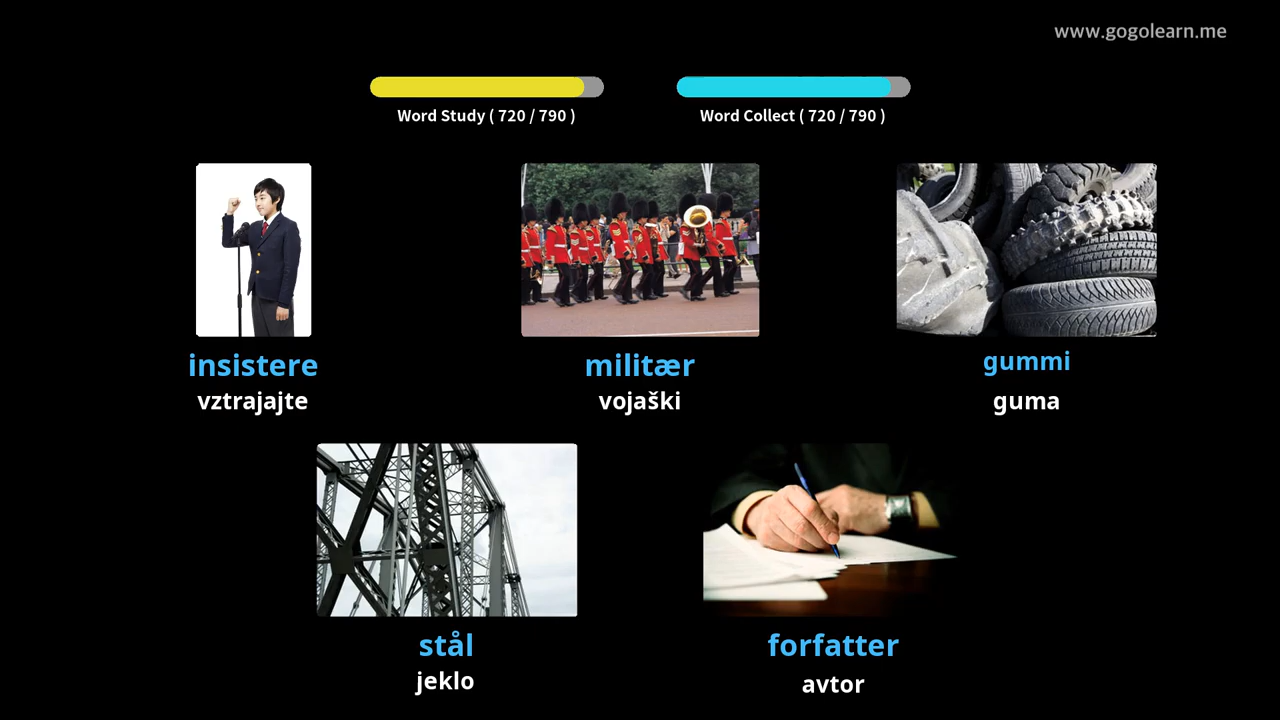 www.gogolearn.me
Word Study ( 720 / 790 )
Word Collect ( 720 / 790 )
insistere
vztrajajte
militær
vojaški
gummi
guma
stål
jeklo
forfatter
avtor